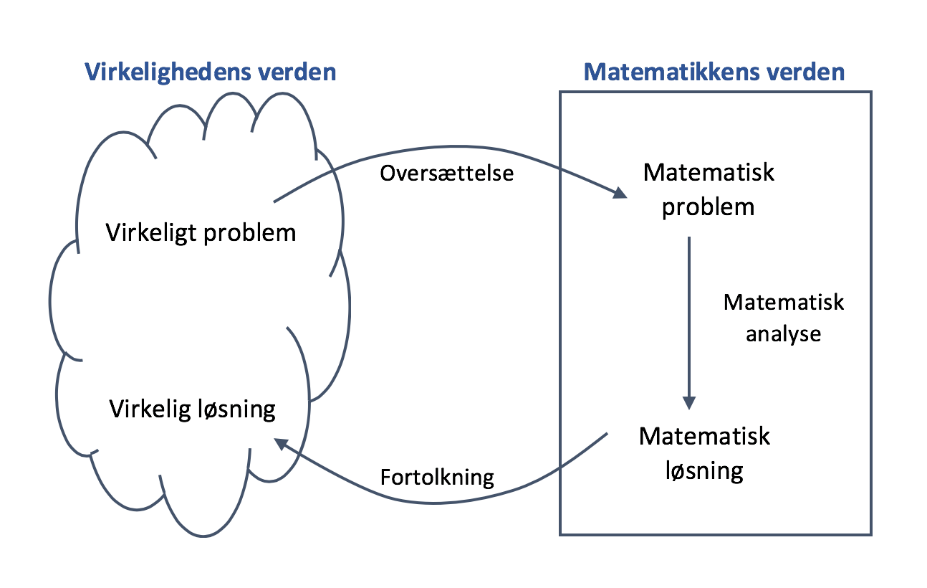 Virkelighedens verden
Matematikkens verden
Oversættelse
Virkeligt problem
Matematisk
problem
Matematisk
analyse
Matematisk
løsning
Fortolkning
Virkelig løsning